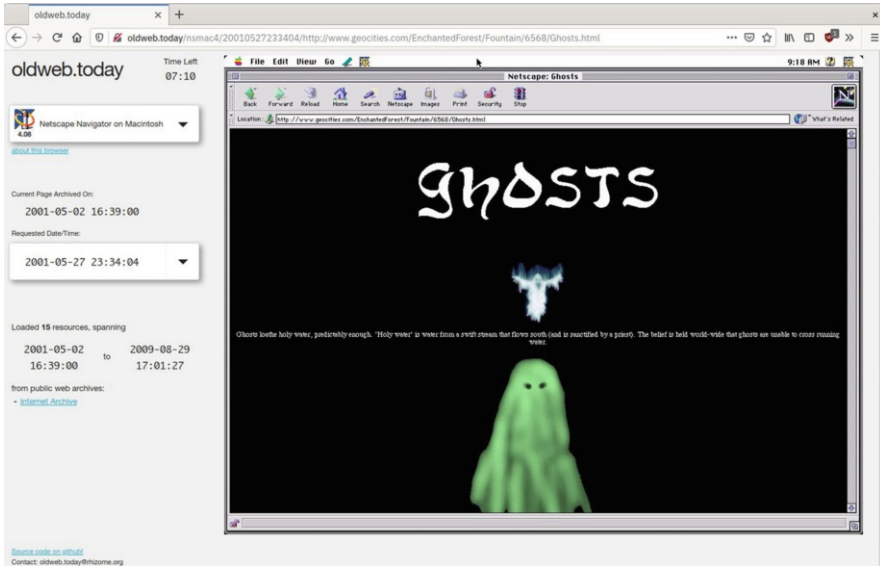 oldweb.today
oldweb.today/nsmac4/20010527233404/http://www.geocities.com/EnchantedForest/Fountain/6568/Ghosts.html
oldweb.today
Time Left
07:10
4.08
Netscape Navigator on Macintosh
about this browser
Current Page Archived On:
2001-05-02 16:39:00
Requested Date/Time:
2001-05-27 23:34:04
Loaded 15 resources, spanning
2001-05-02
16:39:00
to
2009-08-29
17:01:27
from public web archives:
- Internet Archive
Source code on github!
Contact: oldweb.today@rhizome.org
File Edit View Go
9:18 AM
Netscape: Ghosts
Back Forward Reload Home Search Netscape Images Print Security Stop
N
Location: http://www.geocities.com/EnchantedForest/Fountain/6568/Ghosts.html
What's Related
GhOSTS
Ghosts loathe holy water, predictably enough. "Holy water" is water from a swift stream that flows south (and is sanctified by a priest). The belief is held world-wide that ghosts are unable to cross running
water.